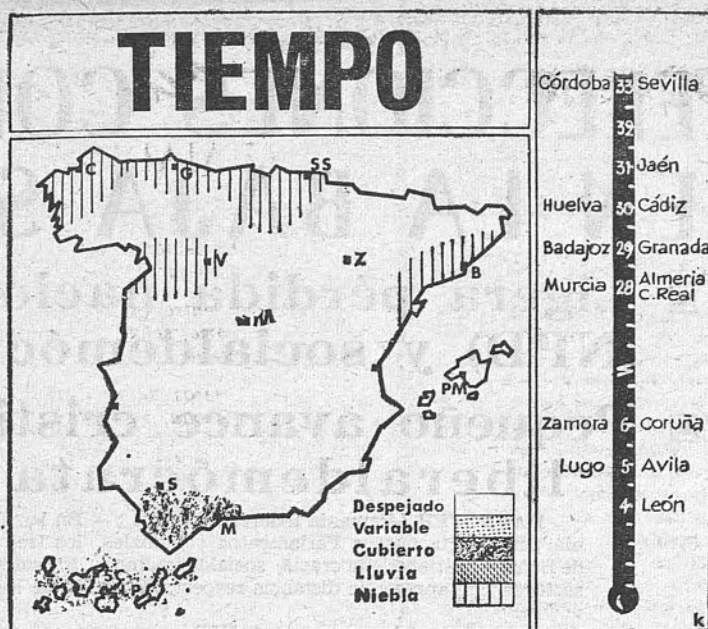 TIEMPO
C
G
SS
V
Z
B
M
PM
S
M
SC
LP
Despejado
Variable
Cubierto
Lluvia
Niebla
Córdoba 33 Sevilla
32
31 Jaén
Huelva 30 Cádiz
Badajoz 29 Granada
Murcia 28 Almeria
C. Real
Zamora 6 Coruña
Lugo 5 Avila
4 León
k